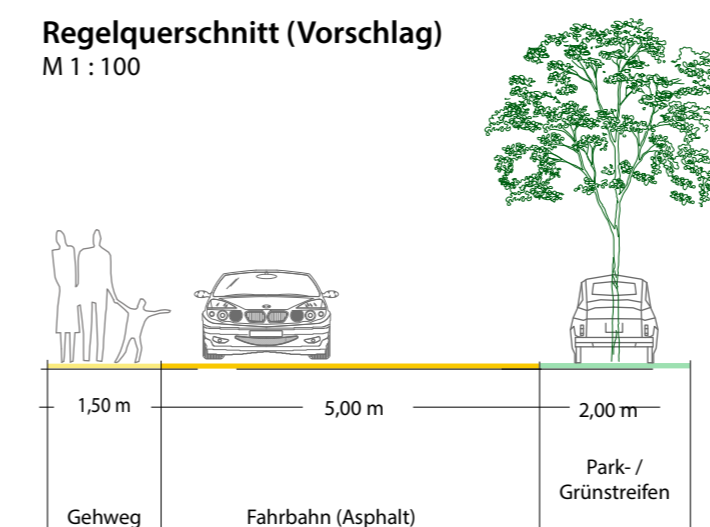 Regelquerschnitt (Vorschlag)
M 1 : 100
1,50 m
5,00 m
2,00 m
Park- /
Grünstreifen
Gehweg
Fahrbahn (Asphalt)